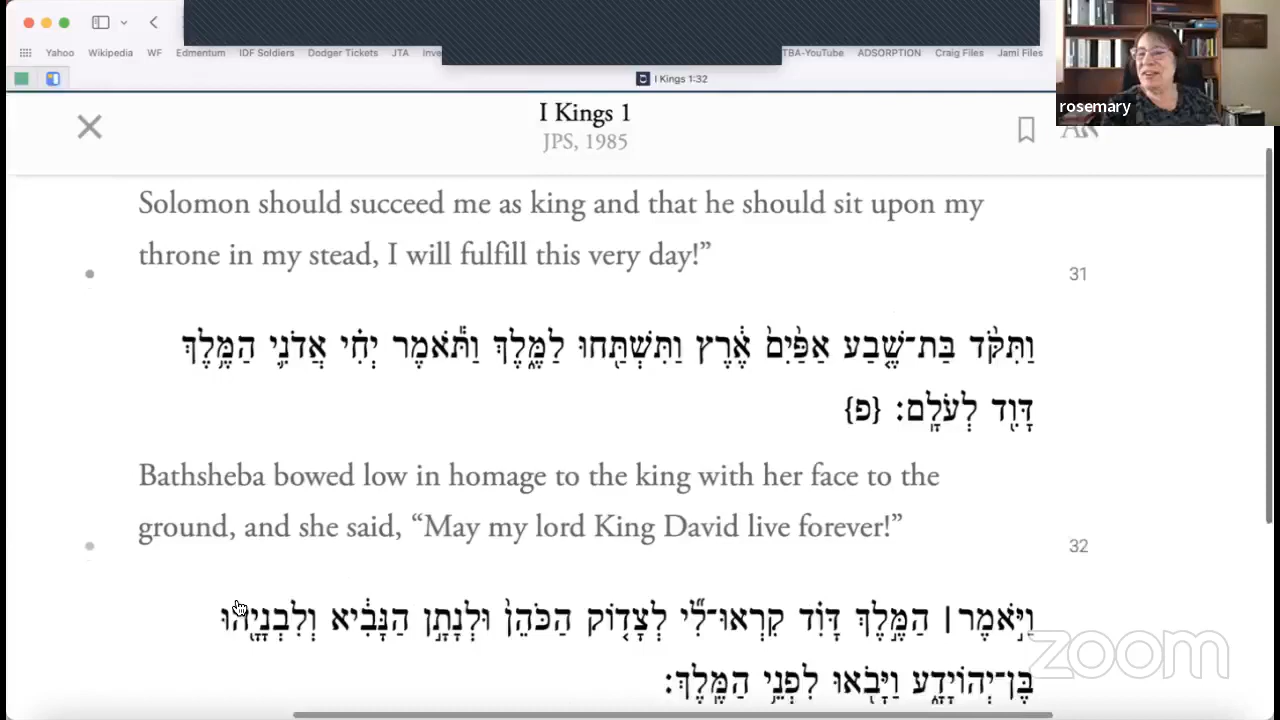 Yahoo Wikipedia WF Edmentum IDF Soldiers Dodger Tickets JTA TBA-YouTube ADSORPTION Craig Files Jami Files
I Kings 1:32
rosemary
I Kings 1
JPS, 1985
Solomon should succeed me as king and that he should sit upon my
throne in my stead, I will fulfill this very day!”
31
וַתִּקֹּ֨ד בַּת־שֶׁ֤בַע אַפַּ֙יִם֙ אֶ֔רֶץ וַתִּשְׁתַּ֖חוּ לַמֶּ֑לֶךְ וַתֹּ֕אמֶר יְחִ֗י אֲדֹנִ֛י הַמֶּ֥לֶךְ
דָּוִ֖ד לְעֹלָֽם׃ {פ}
Bathsheba bowed low in homage to the king with her face to the
ground, and she said, “May my lord King David live forever!”
32
וַיֹּ֣אמֶר ׀ הַמֶּ֣לֶךְ דָּוִ֗ד קִרְאוּ־לִ֞י לְצָד֤וֹק הַכֹּהֵן֙ וּלְנָתָ֣ן הַנָּבִ֔יא וְלִבְנָיָ֖הוּ
בֶּן־יְהוֹיָדָ֑ע וַיָּבֹ֖אוּ לִפְנֵ֥י הַמֶּֽלֶךְ׃
zoom